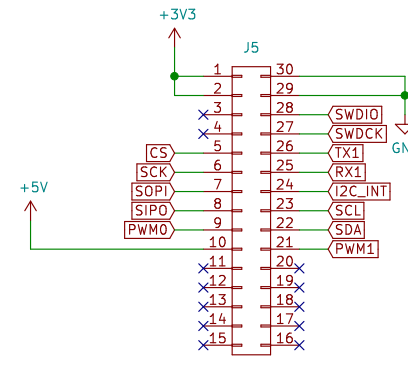 +3V3
J5
1 30
2 29
3 28 SWDIO
4 27 SWDCK
CS 5 26 TX1
SCK 6 25 RX1
SOPI 7 24 I2C_INT
SIPO 8 23 SCL
PWM0 9 22 SDA
+5V 10 21 PWM1
11 20
12 19
13 18
14 17
15 16
GN